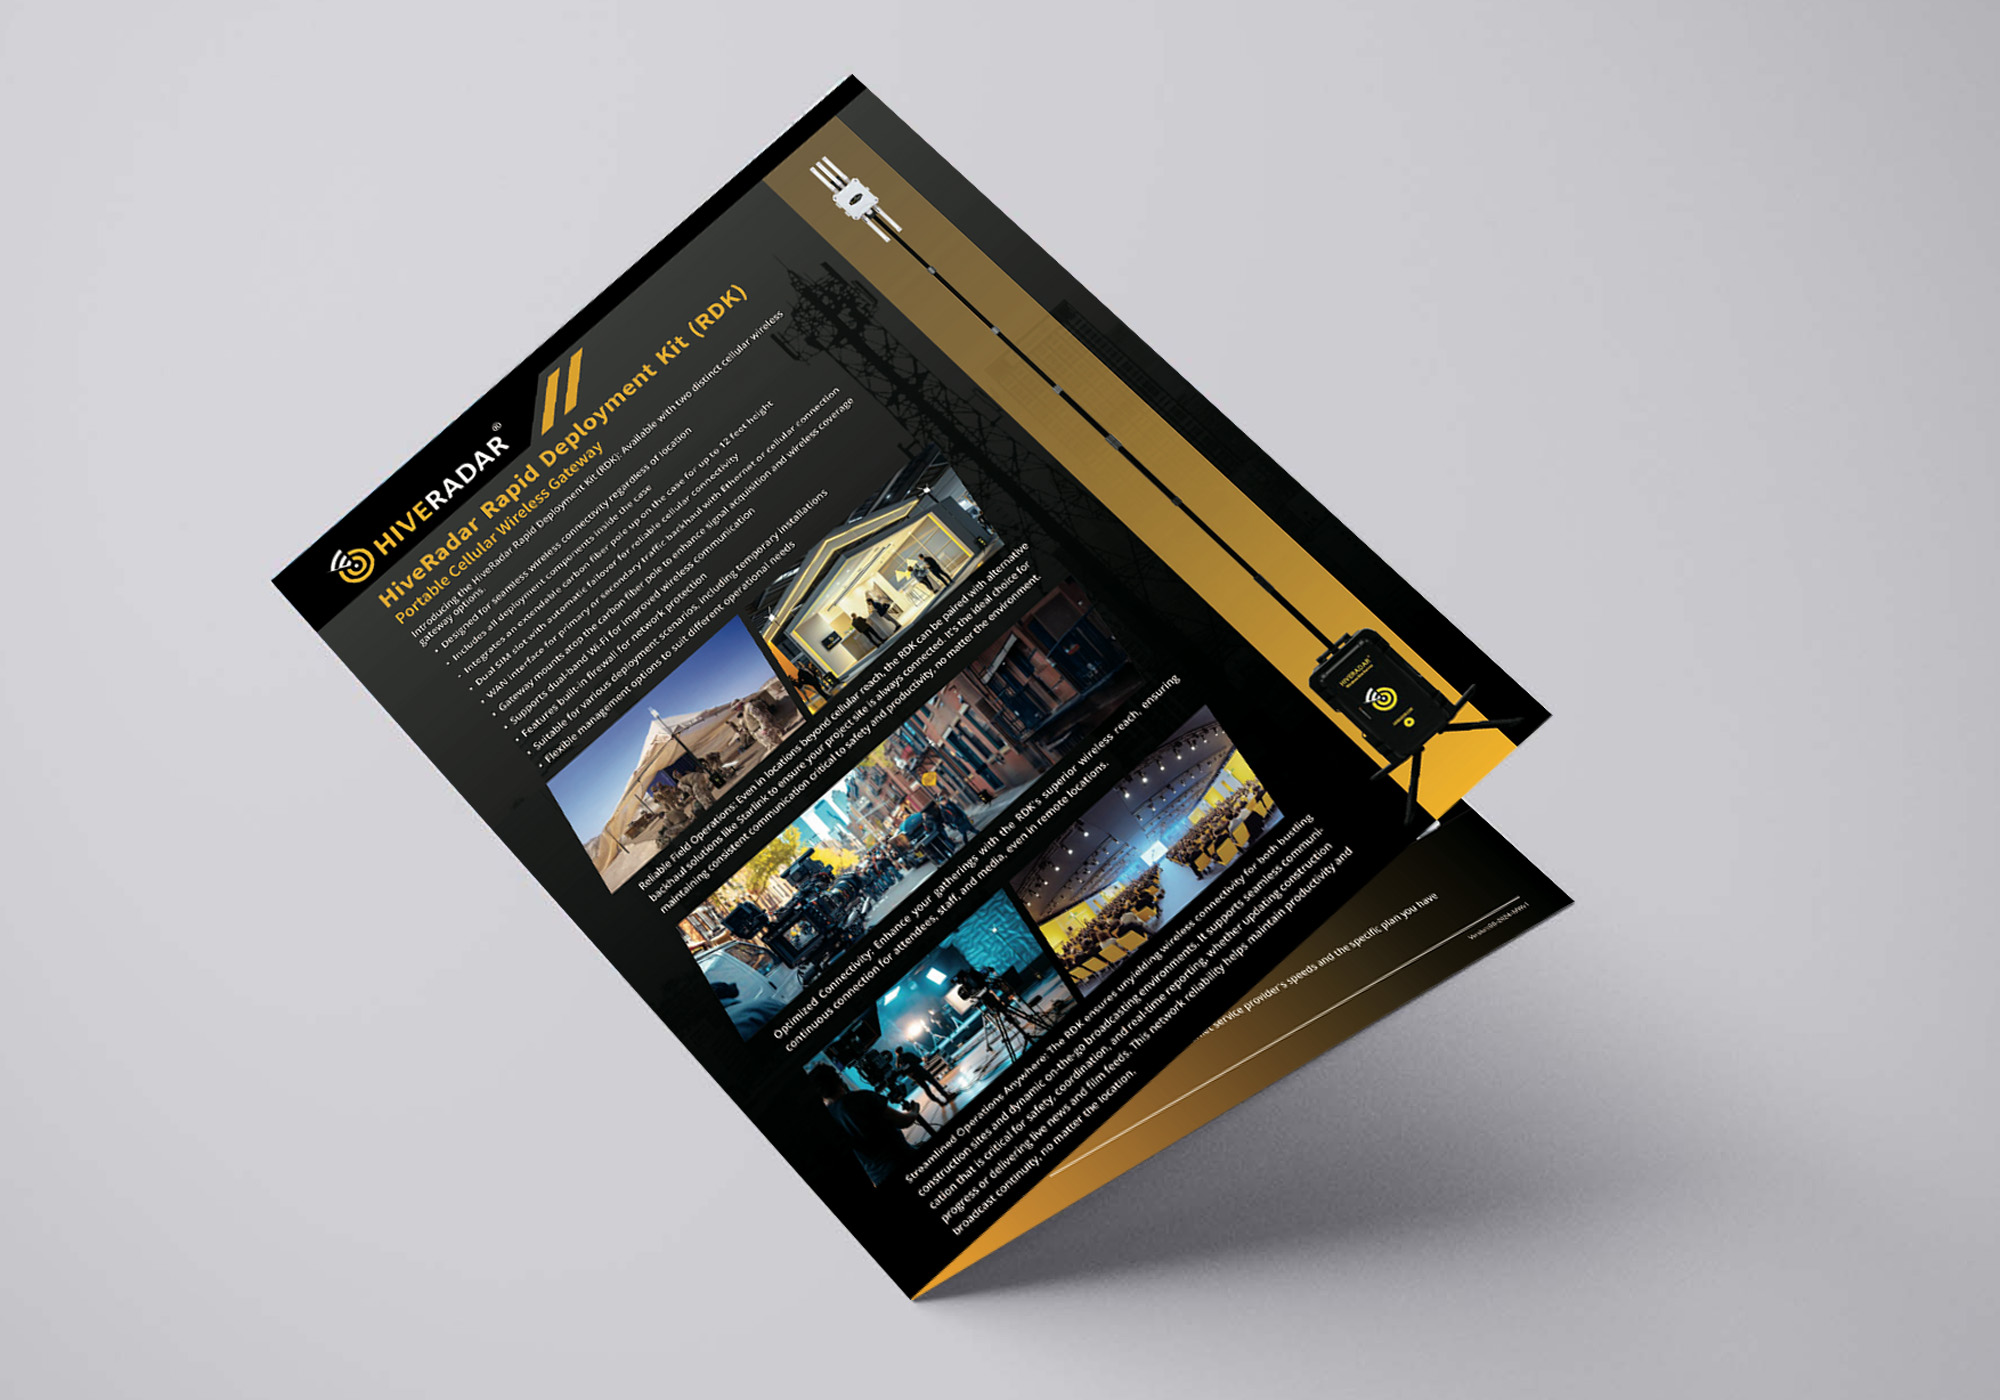 HIVERADAR®
HiveRadar Rapid Deployment Kit (RDK)
Portable Cellular Wireless Gateway
Introducing the HiveRadar Rapid Deployment Kit (RDK): Available with two distinct cellular wireless
gateway options.
• Designed for seamless wireless connectivity regardless of location
• Includes all deployment components inside the case
- Integrates an extendable carbon fiber pole up on the case for up to 12 feet height
• Dual SIM slot with automatic failover for reliable cellular connectivity
• WAN interface for primary or secondary traffic backhaul with Ethernet or cellular connection
• Gateway mounts atop the carbon fiber pole to enhance signal acquisition and wireless coverage
• Supports dual-band Wi-Fi for improved wireless communication
• Features built-in firewall for network protection
• Suitable for various deployment scenarios, including temporary installations
• Flexible management options to suit different operational needs
Reliable Field Operations: Even in locations beyond cellular reach, the RDK can be paired with alternative
backhaul solutions like Starlink to ensure your project site is always connected. It's the ideal choice for
maintaining consistent communication critical to safety and productivity, no matter the environment.
Optimized Connectivity: Enhance your gatherings with the RDK's superior wireless reach, ensuring
continuous connection for attendees, staff, and media, even in remote locations.
Streamlined Operations Anywhere: The RDK ensures unyielding wireless connectivity for both bustling
construction sites and dynamic on-the-go broadcasting environments. It supports seamless communi-
cation that is critical for safety, coordination, and real-time reporting, whether updating construction
progress or delivering live news and film feeds. This network reliability helps maintain productivity and
broadcast continuity, no matter the location.
HIVERADAR
service provider's speeds and the specific plan you have